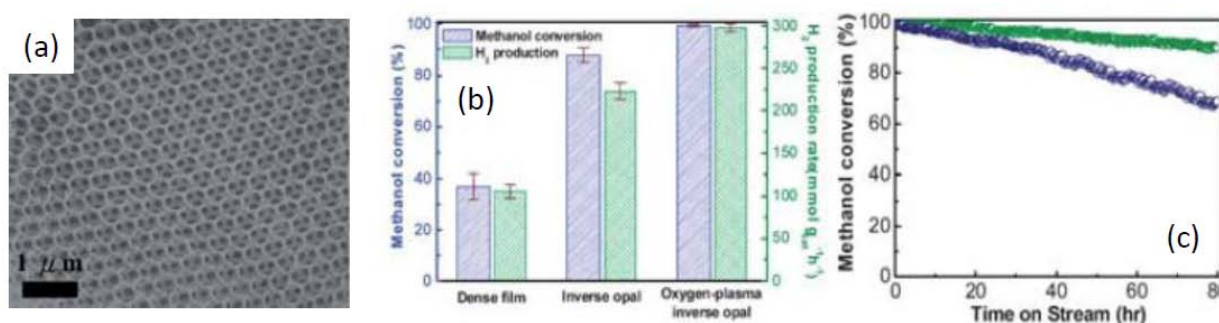 (a)
1 μm
(b)
Methanol conversion (%)
100
80
60
40
20
0
Methanol conversion
H2 production
Dense film
Inverse opal
Oxygen-plasma
inverse opal
300
250
200
150
100
50
0
H2 production rate(mmol gcat-1h-1)
(c)
Methanol conversion (%)
100
80
60
40
20
0
0 20 40 60 80
Time on Stream (hr)